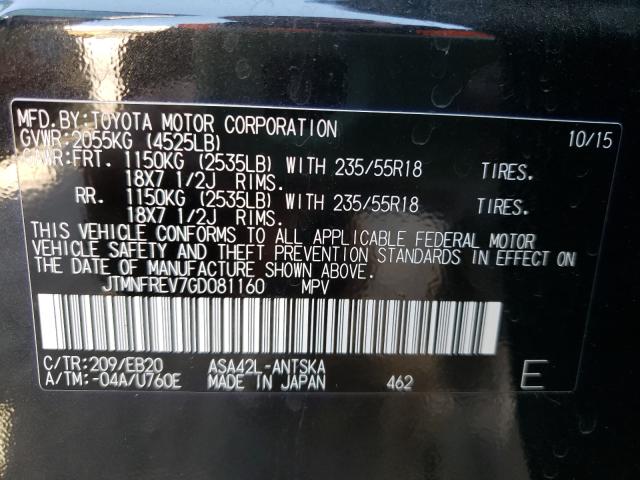 MFD.BY:TOYOTA MOTOR CORPORATION 10/15
GVWR:2055KG (4525LB)
GAWR:FRT. 1150KG (2535LB) WITH 235/55R18 TIRES.
18X7 1/2J RIMS.
RR. 1150KG (2535LB) WITH 235/55R18 TIRES.
18X7 1/2J RIMS.
THIS VEHICLE CONFORMS TO ALL APPLICABLE FEDERAL MOTOR
VEHICLE SAFETY AND THEFT PREVENTION STANDARDS IN EFFECT ON
THE DATE OF MANUFACTURE SHOWN ABOVE.
JTMNFREV7GD081160 MPV
C/TR:209/EB20 ASA42L-ANTSKA
A/TM:-04A/U760E MADE IN JAPAN 462 E